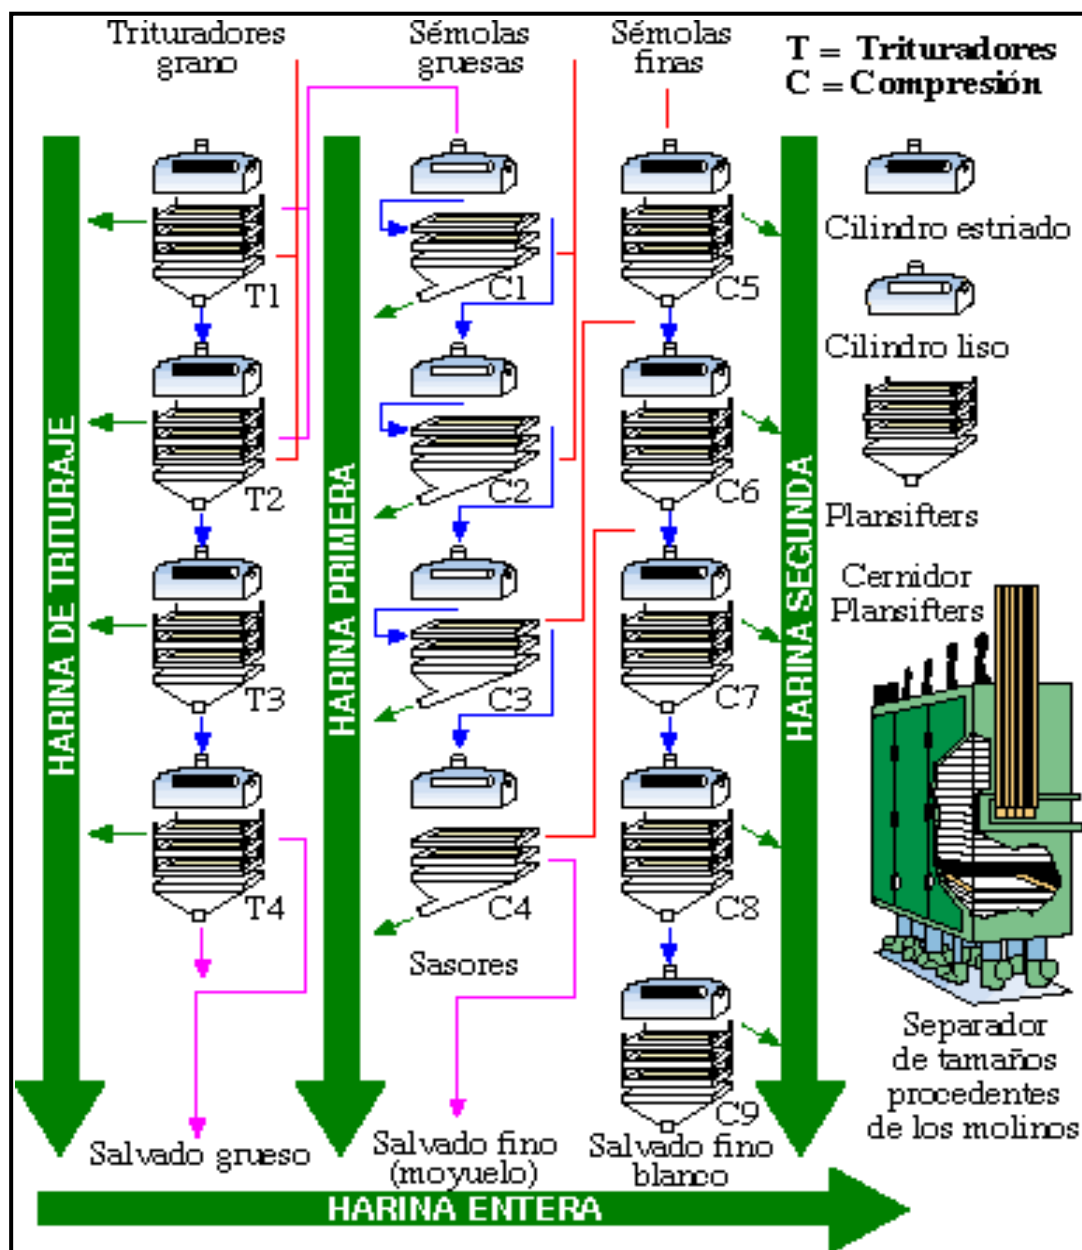 Trituradores
grano
Sémolas
gruesas
Sémolas
finas
T = Trituradores
C = Compresión
T1
T2
T3
T4
C1
C2
C3
C4
Sasores
C5
C6
C7
C8
C9
Cilindro estriado
Cilindro liso
Plansifters
Cernidor
Plansifters
Separador
de tamaños
procedentes
de los molinos
HARINA DE TRITURAJE
HARINA PRIMERA
HARINA SEGUNDA
Salvado grueso
Salvado fino
(moyuelo)
Salvado fino
blanco
HARINA ENTERA